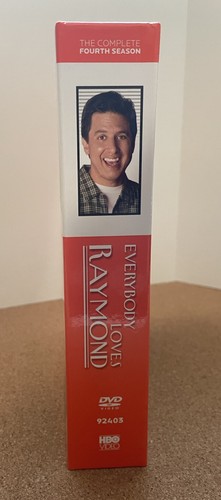 THE COMPLETE
FOURTH SEASON
EVERYBODY
LOVES
RAYMOND
DVD
VIDEO
92403
HBO
VIDEO